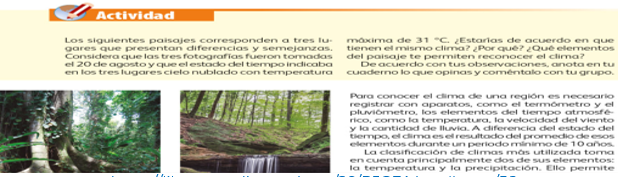 Actividad
Los siguientes paisajes corresponden a tres lu-
gares que presentan diferencias y semejanzas.
Considera que las tres fotografías fueron tomadas
el 20 de agosto y que el estado del tiempo indicaba
en los tres lugares cielo nublado con temperatura
máxima de 31 °C. ¿Estarías de acuerdo en que
tienen el mismo clima? ¿Por qué? ¿Qué elementos
del paisaje te permiten reconocer el clima?
De acuerdo con tus observaciones, anota en tu
cuaderno lo que opinas y coméntalo con tu grupo.
Para conocer el clima de una región es necesario
registrar con aparatos, como el termómetro y el
pluviómetro, los elementos del tiempo atmosfé-
rico, como la temperatura, la velocidad del viento
y la cantidad de lluvia. A diferencia del estado del
tiempo, el clima es el resultado del promedio de esos
elementos durante un periodo mínimo de 10 años.
La clasificación de climas más utilizada toma
en cuenta principalmente dos de sus elementos:
la temperatura y la precipitación. Ello permite